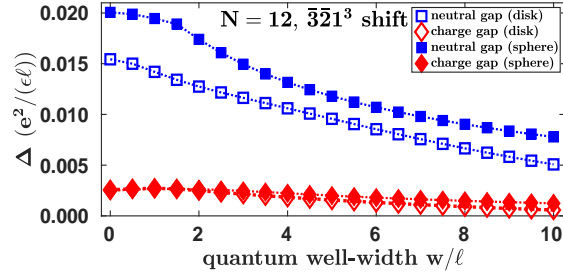 N = 12, 3̄2̄1³ shift
neutral gap (disk)
charge gap (disk)
neutral gap (sphere)
charge gap (sphere)
Δ (e²/(εℓ))
0.020
0.015
0.010
0.005
0.000
0 2 4 6 8 10
quantum well-width w/ℓ